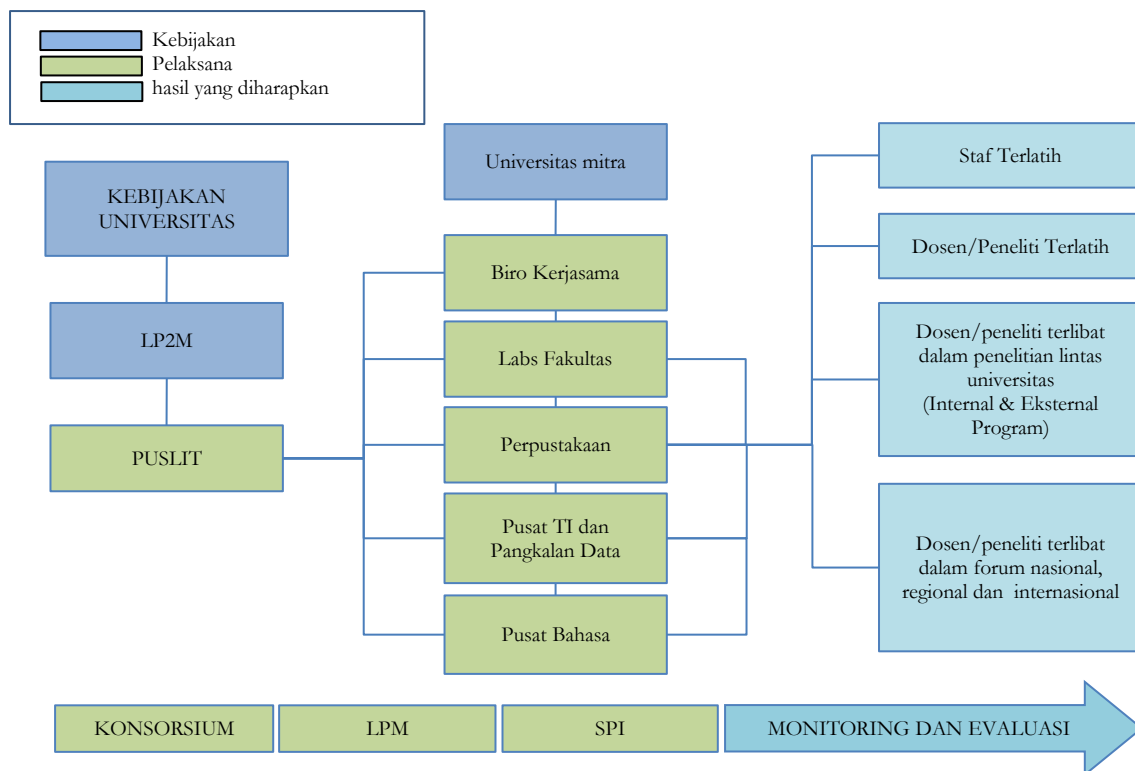 Kebijakan
Pelaksana
hasil yang diharapkan
KEBIJAKAN
UNIVERSITAS
LP2M
PUSLIT
Universitas mitra
Biro Kerjasama
Labs Fakultas
Perpustakaan
Pusat TI dan
Pangkalan Data
Pusat Bahasa
Staf Terlatih
Dosen/Peneliti Terlatih
Dosen/peneliti terlibat
dalam penelitian lintas
universitas
(Internal & Eksternal
Program)
Dosen/peneliti terlibat
dalam forum nasional,
regional dan internasional
KONSORSIUM
LPM
SPI
MONITORING DAN EVALUASI